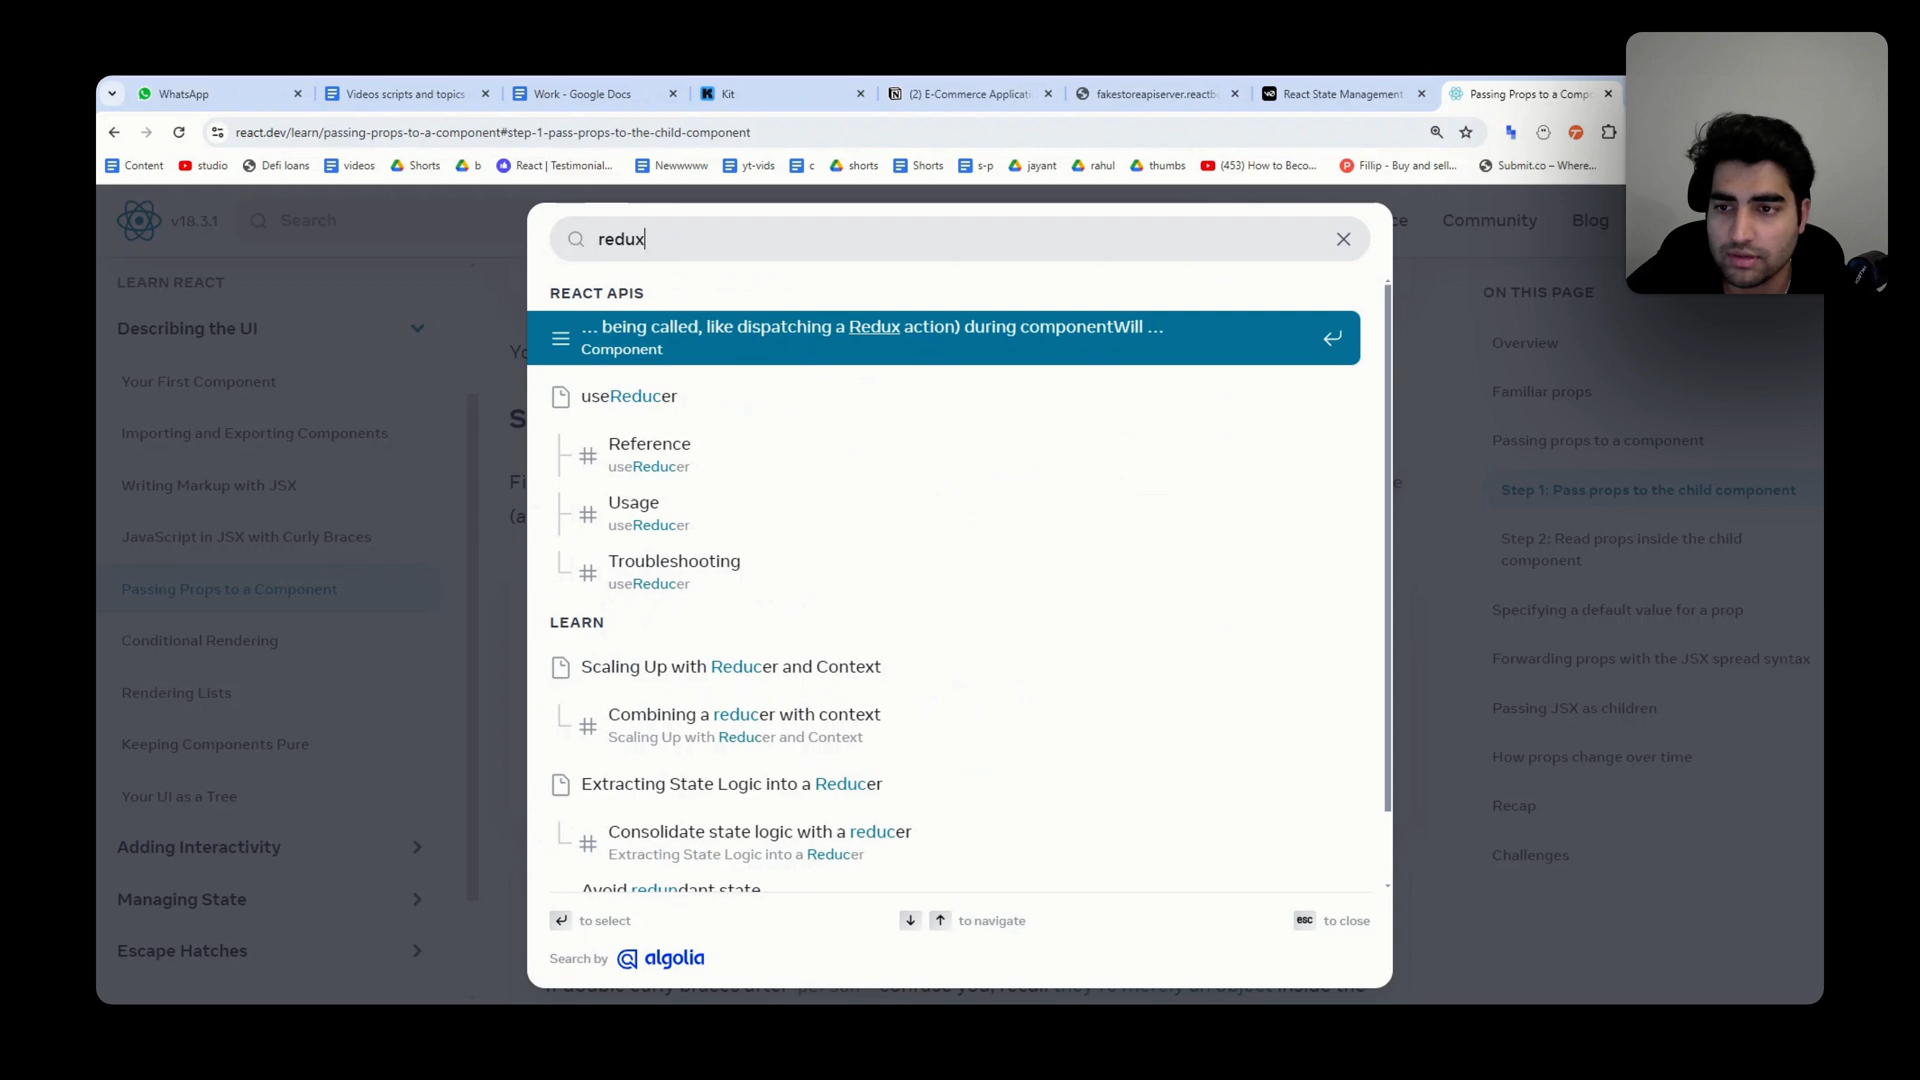 WhatsApp
Videos scripts and topics
Work - Google Docs
Kit
(2) E-Commerce Applicati
fakestoreapiserver.reactb
React State Management
Passing Props to a Comp
react.dev/learn/passing-props-to-a-component#step-1-pass-props-to-the-child-component
Content
studio
Defi loans
videos
Shorts
b
React | Testimonial...
Newwwww
yt-vids
c
shorts
Shorts
s-p
jayant
rahul
thumbs
(453) How to Beco...
Fillip - Buy and sell...
Submit.co – Where...
v18.3.1
Search
ce
Community
Blog
LEARN REACT
Describing the UI
Your First Component
Importing and Exporting Components
Writing Markup with JSX
JavaScript in JSX with Curly Braces
Passing Props to a Component
Conditional Rendering
Rendering Lists
Keeping Components Pure
Your UI as a Tree
Adding Interactivity
Managing State
Escape Hatches
Yo
S
Fi
(a
redux
REACT APIS
... being called, like dispatching a Redux action) during componentWill ...
Component
useReducer
Reference
useReducer
Usage
useReducer
Troubleshooting
useReducer
LEARN
Scaling Up with Reducer and Context
Combining a reducer with context
Scaling Up with Reducer and Context
Extracting State Logic into a Reducer
Consolidate state logic with a reducer
Extracting State Logic into a Reducer
Avoid redundant state
to select
to navigate
esc to close
Search by algolia
ON THIS PAGE
Overview
Familiar props
Passing props to a component
Step 1: Pass props to the child component
Step 2: Read props inside the child
component
Specifying a default value for a prop
Forwarding props with the JSX spread syntax
Passing JSX as children
How props change over time
Recap
Challenges